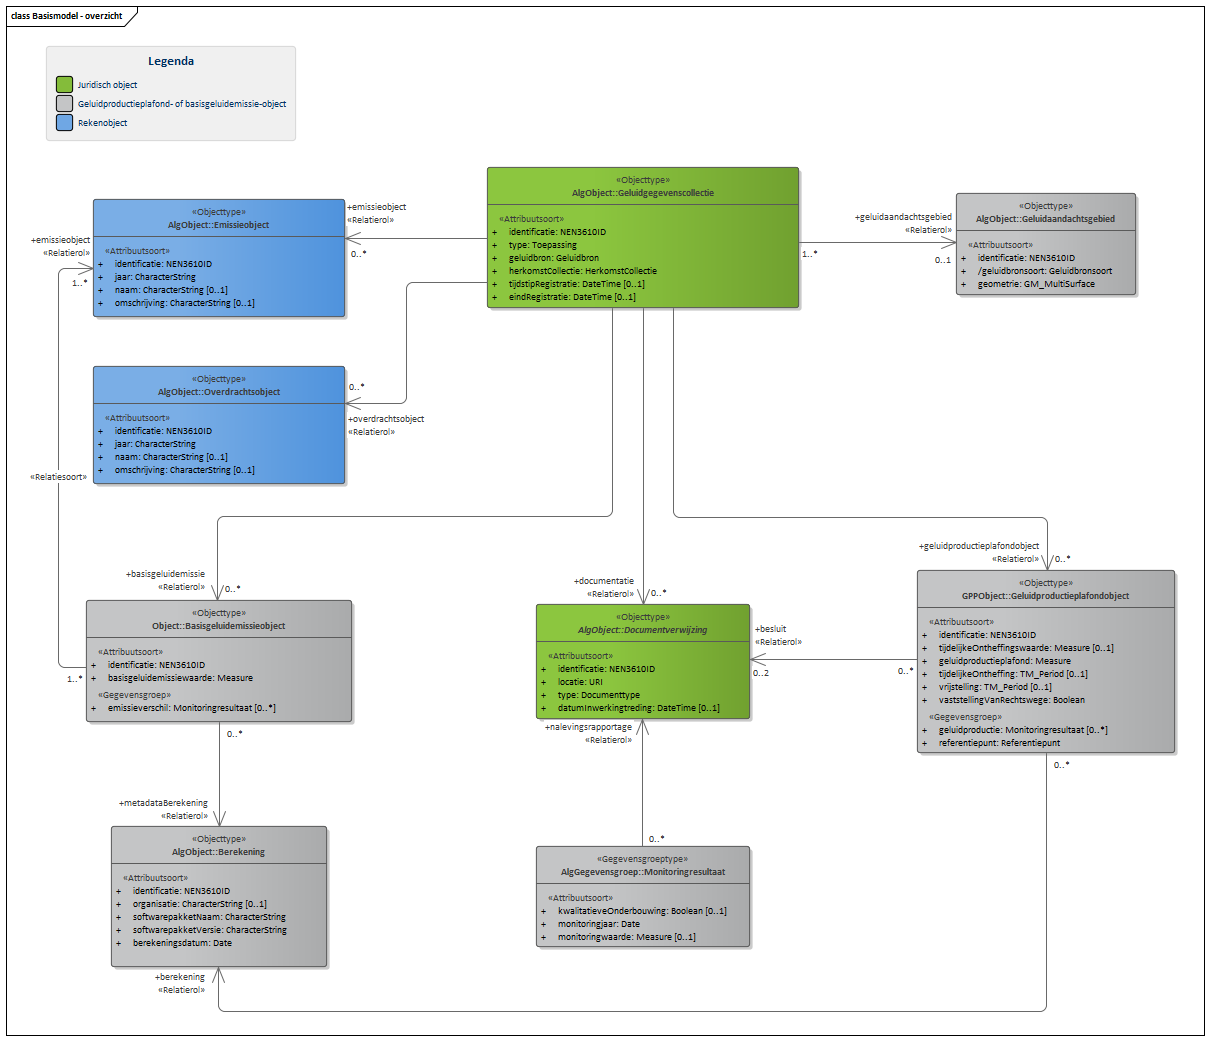 class Basismodel - overzicht
Legenda
Juridisch object
Geluidproductieplafond- of basisgeluidemissie-object
Rekenobject
«Objecttype»
AlgObject::Geluidgegevenscollectie
«Attribuutsoort»
+ identificatie: NEN3610ID
+ type: Toepassing
+ geluidbron: Geluidbron
+ herkomstCollectie: HerkomstCollectie
+ tijdstipRegistratie: DateTime [0..1]
+ eindRegistratie: DateTime [0..1]
«Objecttype»
AlgObject::Emissieobject
«Attribuutsoort»
+ identificatie: NEN3610ID
+ jaar: CharacterString
+ naam: CharacterString [0..1]
+ omschrijving: CharacterString [0..1]
+emissieobject
«Relatierol»
0..*
+emissieobject
«Relatierol»
1..*
+geluidaandachtsgebied
«Relatierol»
1..*
0..1
«Objecttype»
AlgObject::Geluidaandachtsgebied
«Attribuutsoort»
+ identificatie: NEN3610ID
+ /geluidbronsoort: Geluidbronsoort
+ geometrie: GM_MultiSurface
«Objecttype»
AlgObject::Overdrachtsobject
«Attribuutsoort»
+ identificatie: NEN3610ID
+ jaar: CharacterString
+ naam: CharacterString [0..1]
+ omschrijving: CharacterString [0..1]
0..*
+overdrachtsobject
«Relatierol»
«Relatiesoort»
+basisgeluidemissie
«Relatierol»
0..*
+documentatie
«Relatierol»
0..*
+geluidproductieplafondobject
«Relatierol»
0..*
«Objecttype»
Object::Basisgeluidemissieobject
«Attribuutsoort»
+ identificatie: NEN3610ID
+ basisgeluidemissiewaarde: Measure
«Gegevensgroep»
+ emissieverschil: Monitoringresultaat [0..*]
1..*
0..*
«Objecttype»
AlgObject::Documentverwijzing
«Attribuutsoort»
+ identificatie: NEN3610ID
+ locatie: URI
+ type: Documenttype
+ datumInwerkingtreding: DateTime [0..1]
+besluit
«Relatierol»
0..2
0..*
«Objecttype»
GPPObject::Geluidproductieplafondobject
«Attribuutsoort»
+ identificatie: NEN3610ID
+ tijdelijkeOntheffingswaarde: Measure [0..1]
+ geluidproductieplafond: Measure
+ tijdelijkeOntheffing: TM_Period [0..1]
+ vrijstelling: TM_Period [0..1]
+ vaststellingVanRechtswege: Boolean
«Gegevensgroep»
+ geluidproductie: Monitoringresultaat [0..*]
+ referentiepunt: Referentiepunt
0..*
+nalevingsrapportage
«Relatierol»
0..*
+metadataBerekening
«Relatierol»
«Objecttype»
AlgObject::Berekening
«Attribuutsoort»
+ identificatie: NEN3610ID
+ organisatie: CharacterString [0..1]
+ softwarepakketNaam: CharacterString
+ softwarepakketVersie: CharacterString
+ berekeningsdatum: Date
+berekening
«Relatierol»
«Gegevensgroeptype»
AlgGegevensgroep::Monitoringresultaat
«Attribuutsoort»
+ kwalitatieveOnderbouwing: Boolean [0..1]
+ monitoringjaar: Date
+ monitoringwaarde: Measure [0..1]